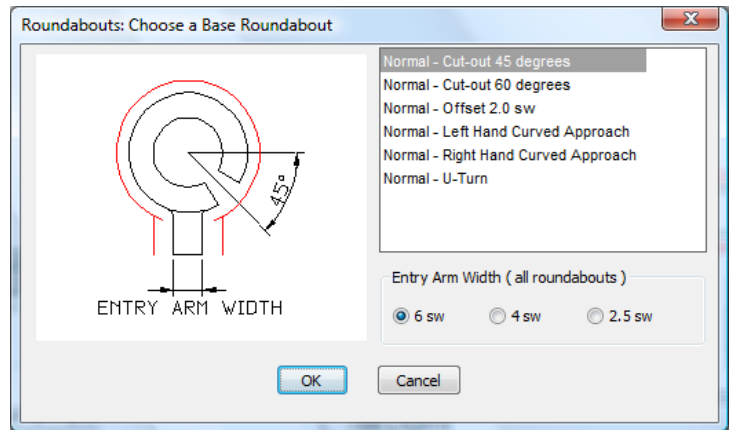 Roundabouts: Choose a Base Roundabout
Normal - Cut-out 45 degrees
Normal - Cut-out 60 degrees
Normal - Offset 2.0 sw
Normal - Left Hand Curved Approach
Normal - Right Hand Curved Approach
Normal - U-Turn
45°
ENTRY ARM WIDTH
Entry Arm Width ( all roundabouts )
6 sw
4 sw
2.5 sw
OK
Cancel